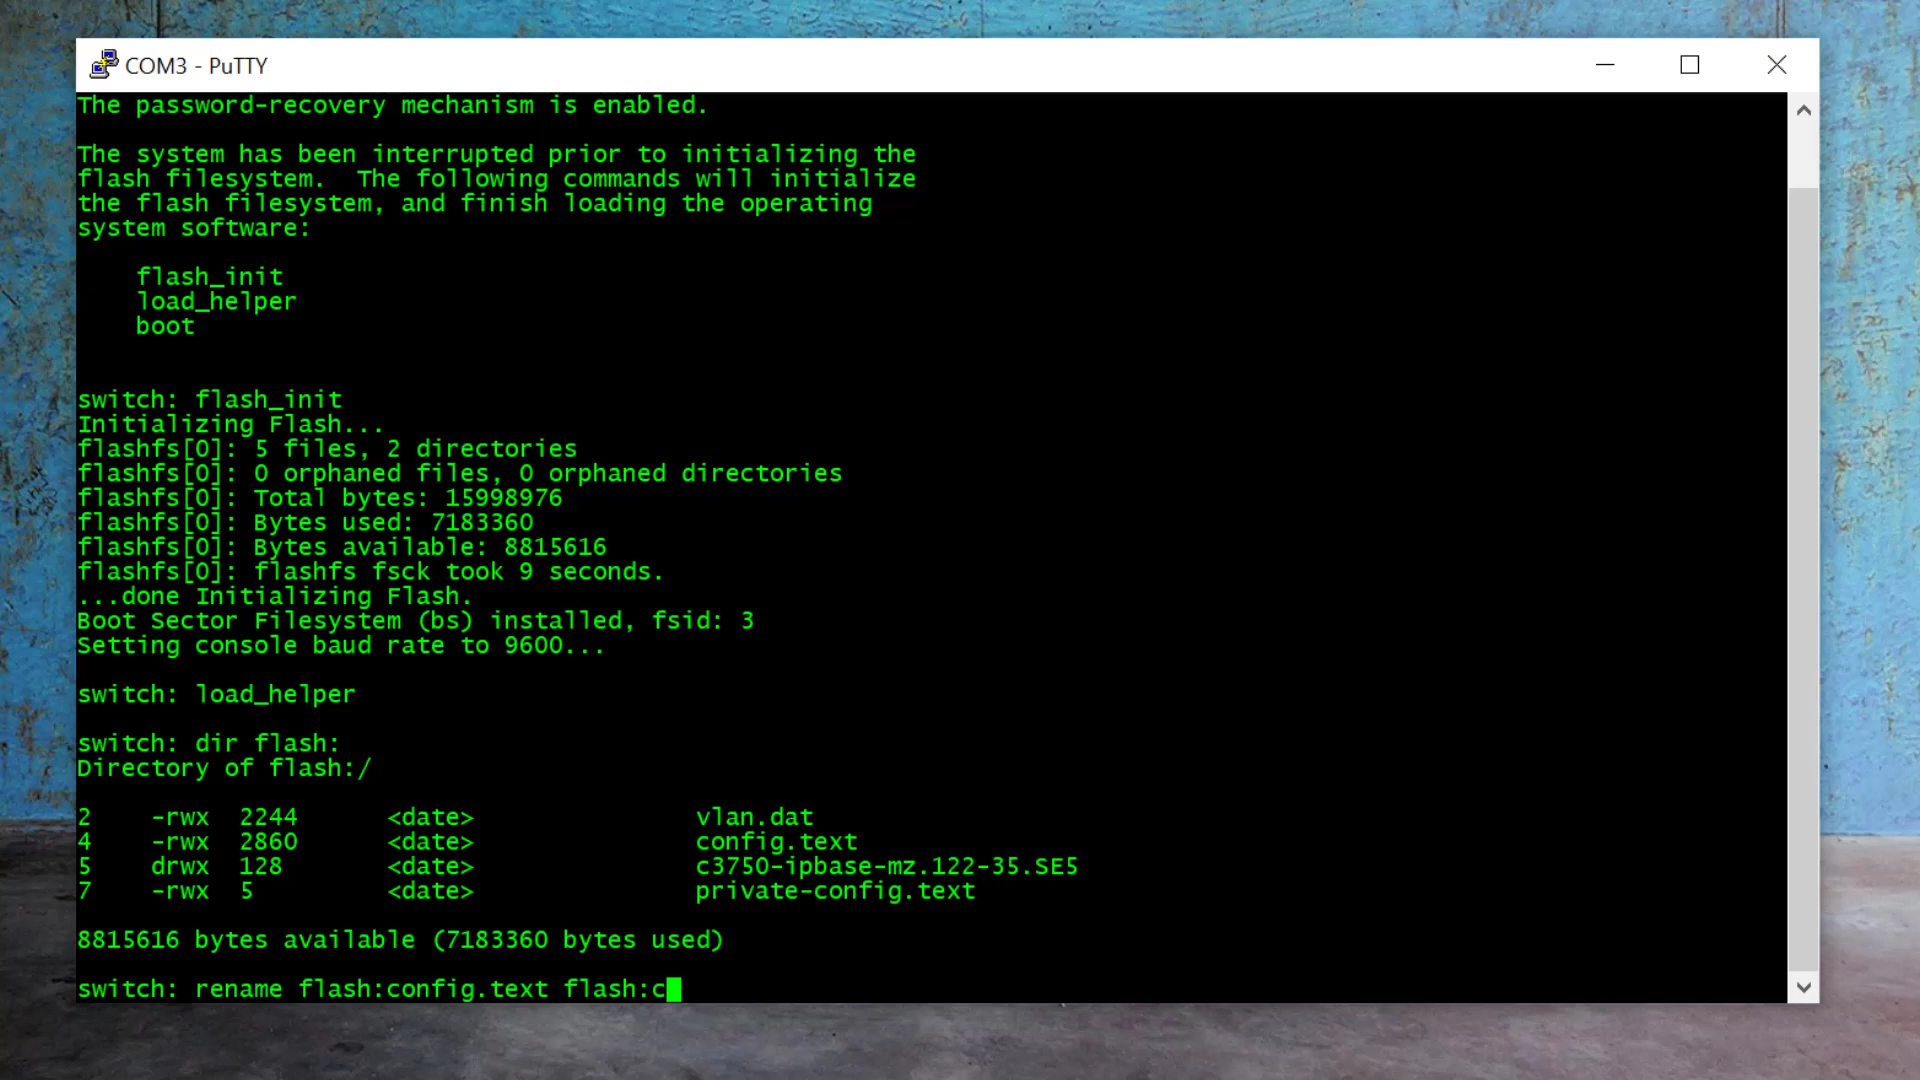 COM3 - PuTTY
The password-recovery mechanism is enabled.
The system has been interrupted prior to initializing the
flash filesystem.  The following commands will initialize
the flash filesystem, and finish loading the operating
system software:
    flash_init
    load_helper
    boot
switch: flash_init
Initializing Flash...
flashfs[0]: 5 files, 2 directories
flashfs[0]: 0 orphaned files, 0 orphaned directories
flashfs[0]: Total bytes: 15998976
flashfs[0]: Bytes used: 7183360
flashfs[0]: Bytes available: 8815616
flashfs[0]: flashfs fsck took 9 seconds.
...done Initializing Flash.
Boot Sector Filesystem (bs) installed, fsid: 3
Setting console baud rate to 9600...
switch: load_helper
switch: dir flash:
Directory of flash:/
2    -rwx  2244      <date>               vlan.dat
4    -rwx  2860      <date>               config.text
5    drwx  128       <date>               c3750-ipbase-mz.122-35.SE5
7    -rwx  5         <date>               private-config.text
8815616 bytes available (7183360 bytes used)
switch: rename flash:config.text flash:c